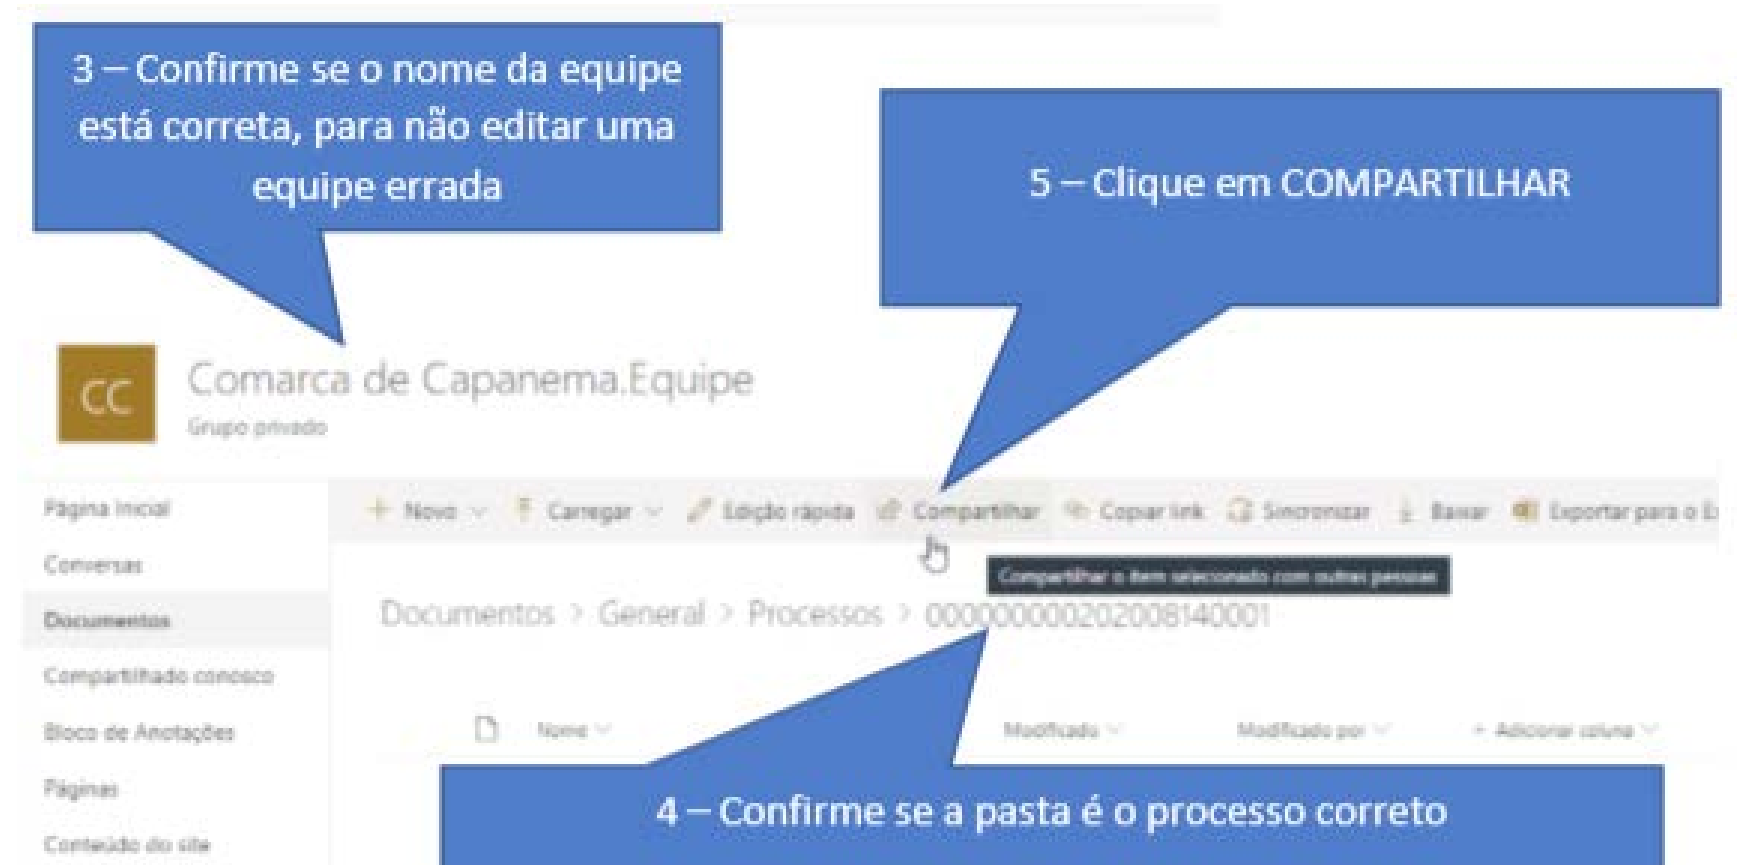 3 – Confirme se o nome da equipe
está correta, para não editar uma
equipe errada
5 – Clique em COMPARTILHAR
CC
Comarca de Capanema.Equipe
Grupo privado
Página inicial
Conversas
Documentos
Compartilhado conosco
Bloco de Anotações
Páginas
Conteúdo do site
+ Novo Carregar Edição rápida Compartilhar Copiar link Sincronizar Baixar Exportar para o
Compartilhar o item selecionado com outras pessoas
Documentos > General > Processos > 000000000202008140001
Nome Modificado Modificado por + Adicionar coluna
4 – Confirme se a pasta é o processo correto